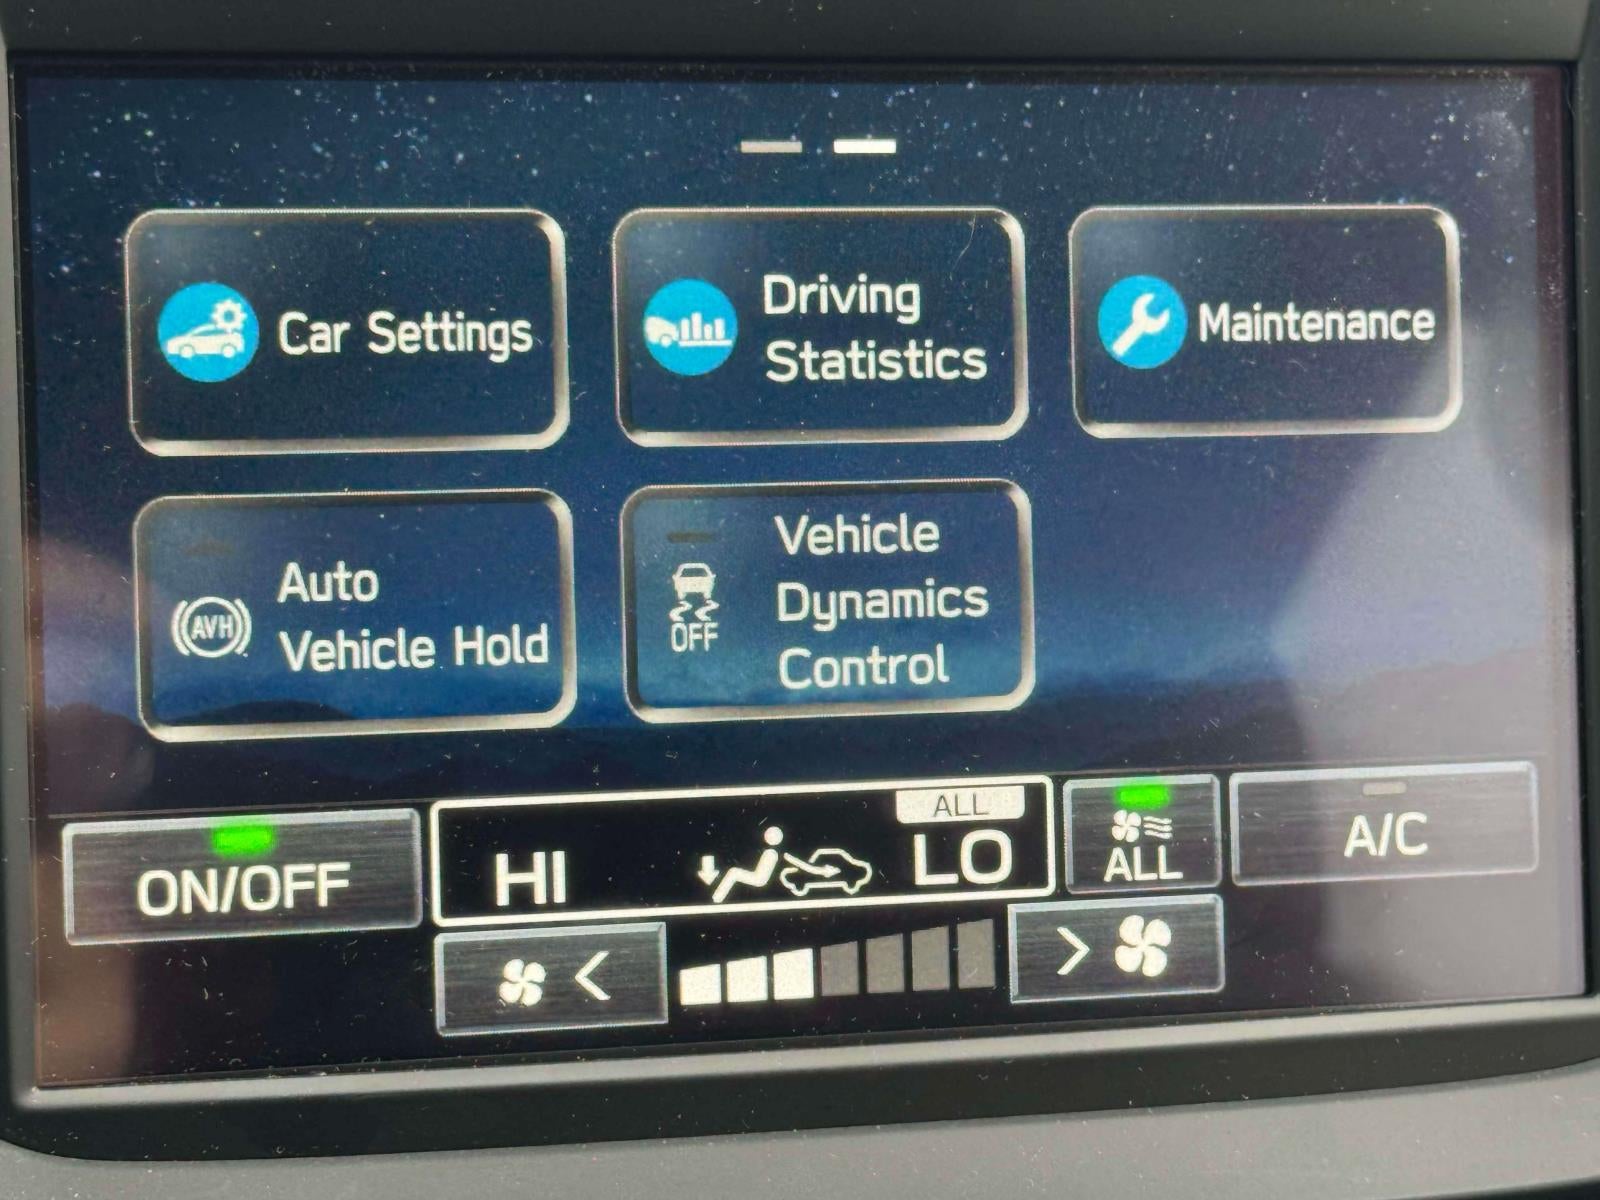 Car Settings
Driving
Statistics
Maintenance
AVH
Auto
Vehicle Hold
OFF
Vehicle
Dynamics
Control
ON/OFF
HI
ALL
LO
ALL
A/C